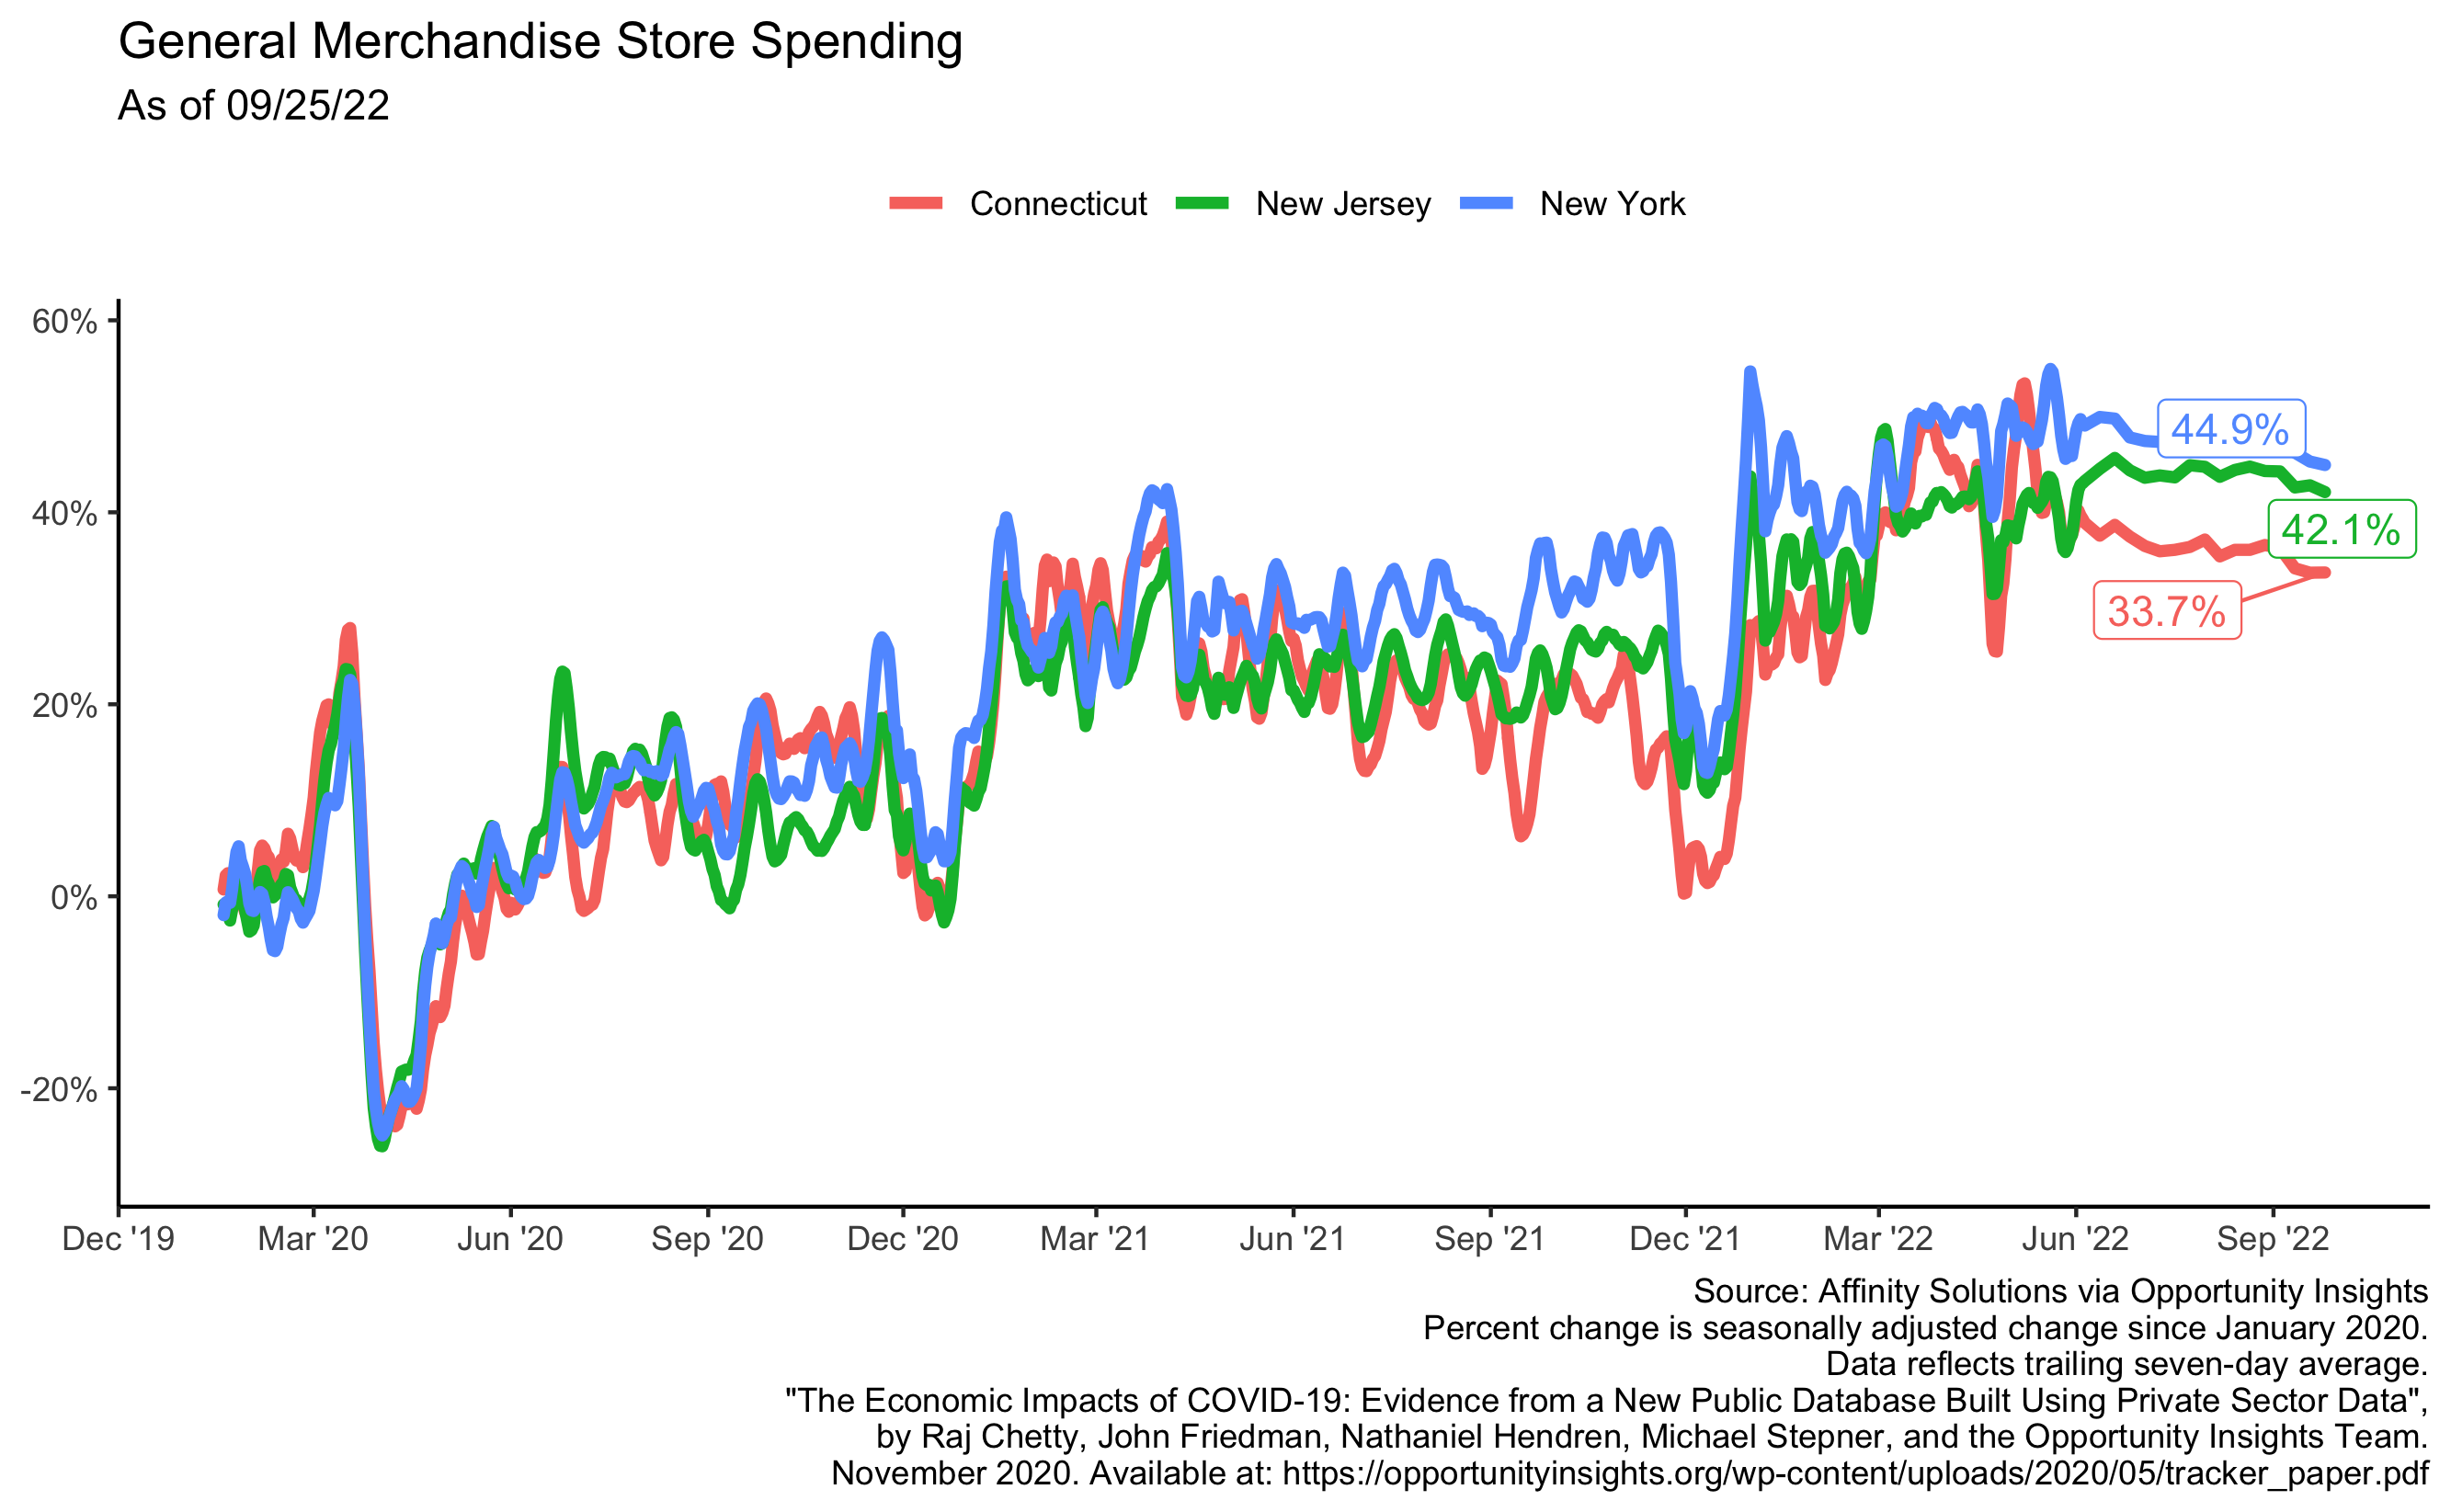 General Merchandise Store Spending
As of 09/25/22
Connecticut New Jersey New York
60%
40%
20%
0%
-20%
44.9%
42.1%
33.7%
Dec '19 Mar '20 Jun '20 Sep '20 Dec '20 Mar '21 Jun '21 Sep '21 Dec '21 Mar '22 Jun '22 Sep '22
Source: Affinity Solutions via Opportunity Insights
Percent change is seasonally adjusted change since January 2020.
Data reflects trailing seven-day average.
"The Economic Impacts of COVID-19: Evidence from a New Public Database Built Using Private Sector Data",
by Raj Chetty, John Friedman, Nathaniel Hendren, Michael Stepner, and the Opportunity Insights Team.
November 2020. Available at: https://opportunityinsights.org/wp-content/uploads/2020/05/tracker_paper.pdf